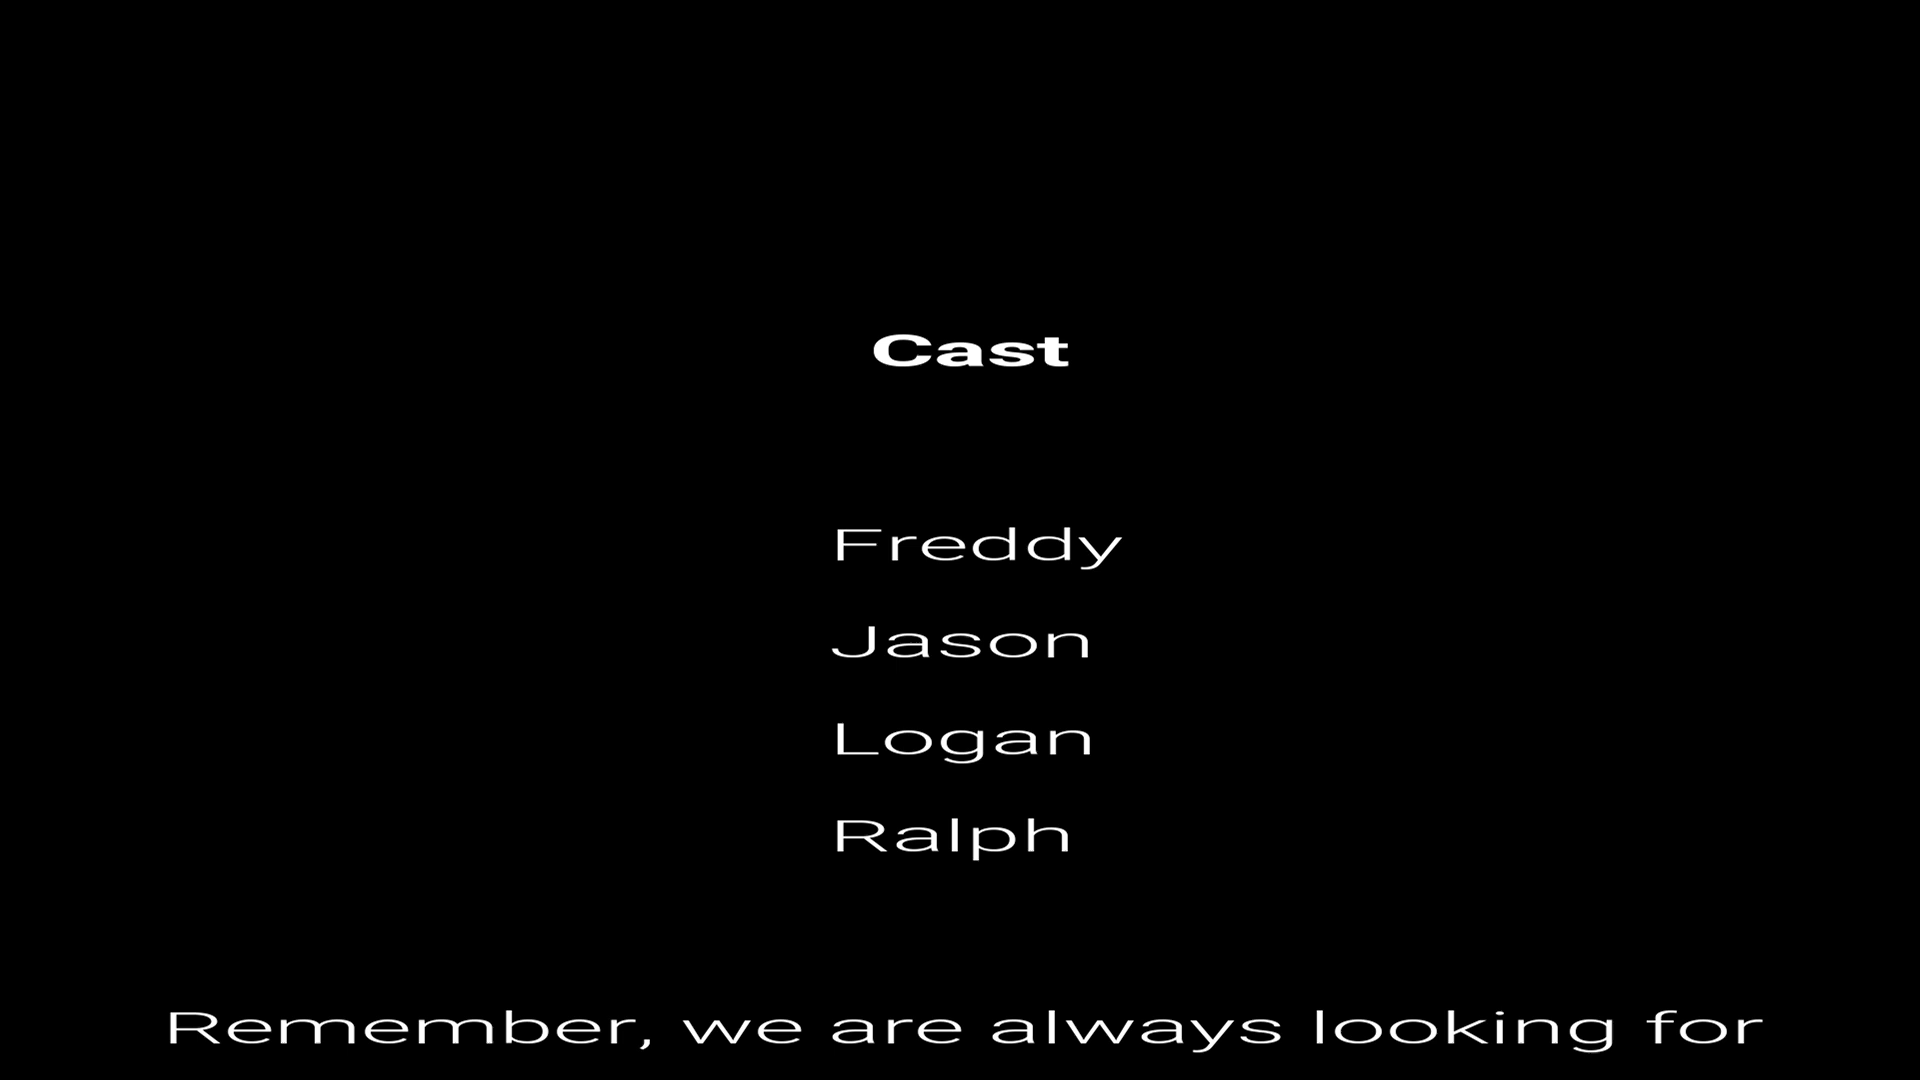 Cast
Freddy
Jason
Logan
Ralph
Remember, we are always looking for